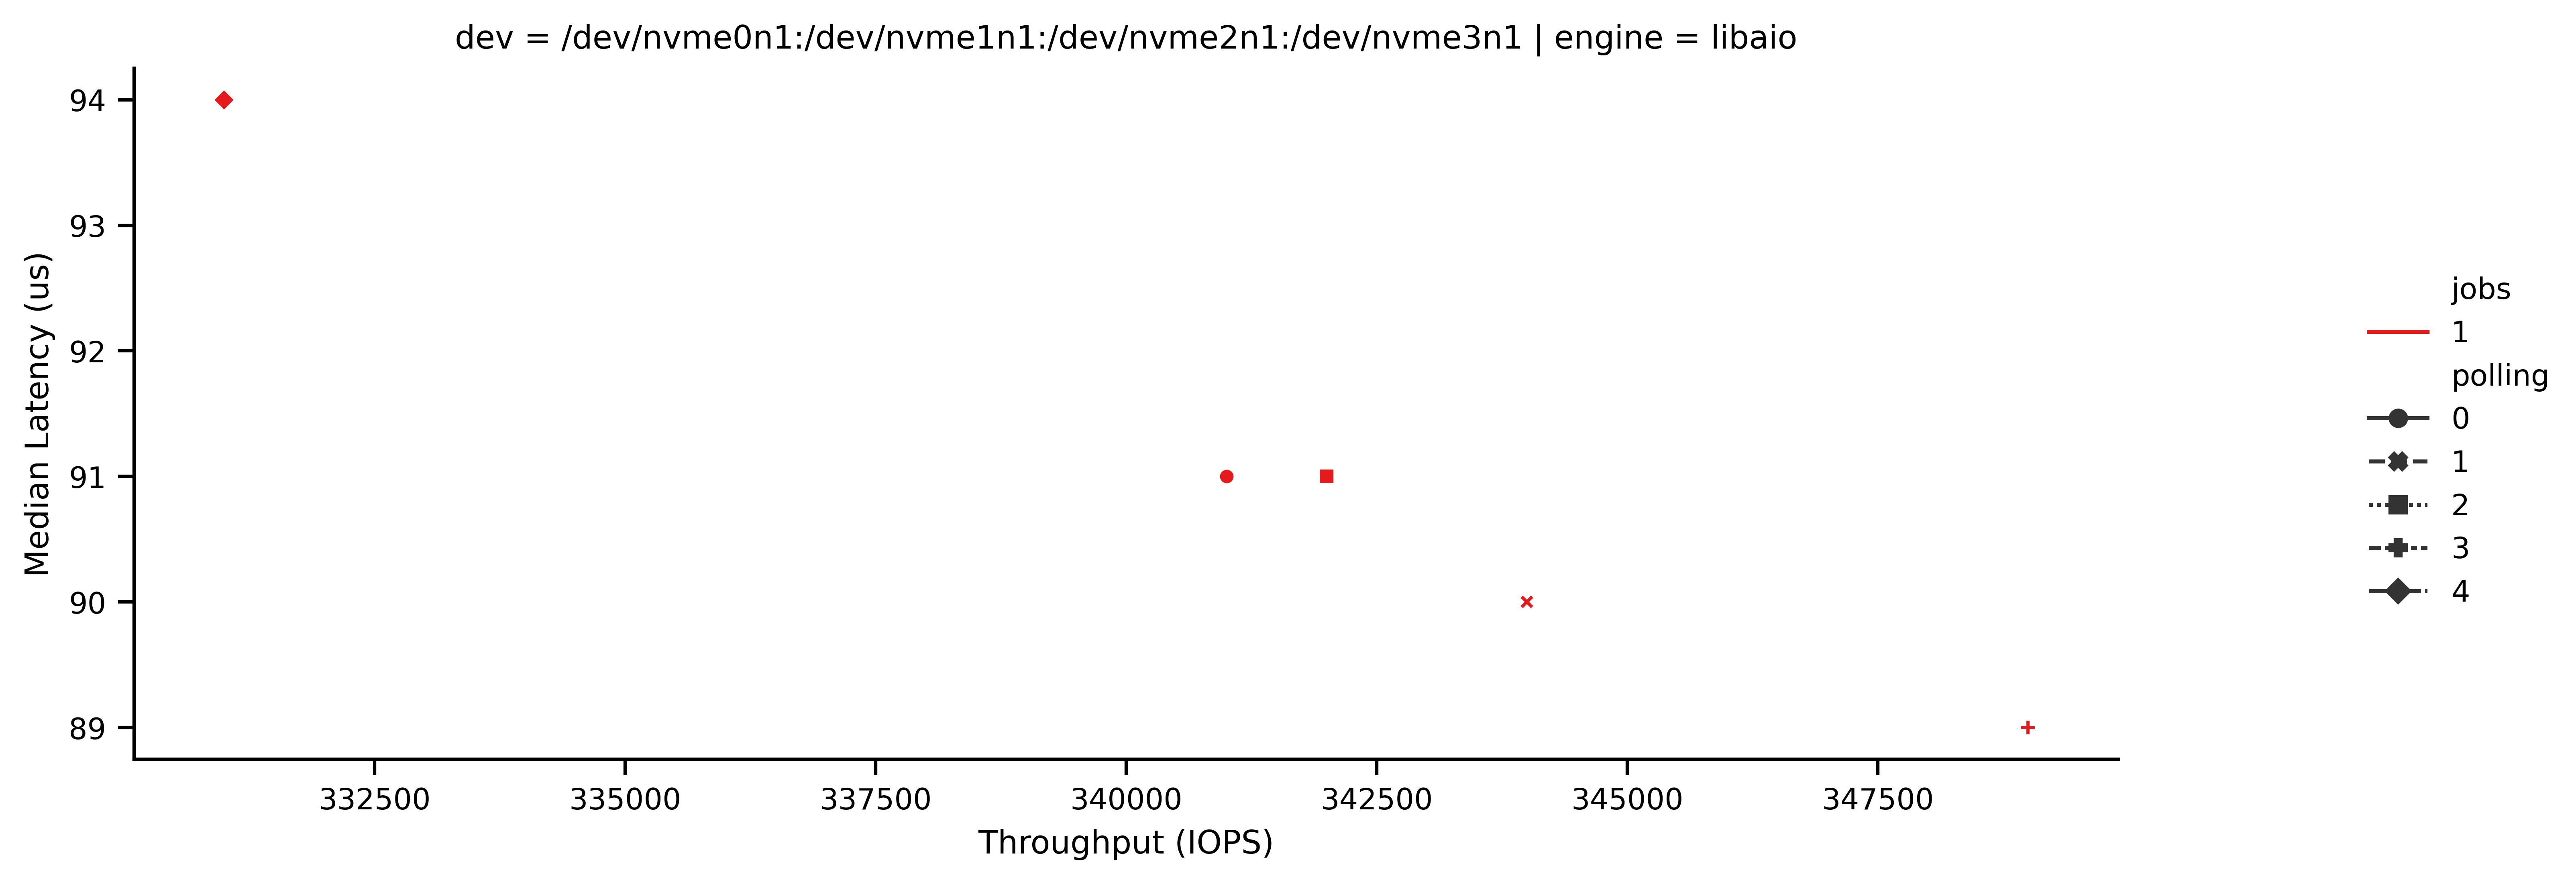 dev = /dev/nvme0n1:/dev/nvme1n1:/dev/nvme2n1:/dev/nvme3n1 | engine = libaio
94
93
92
91
90
89
Median Latency (us)
332500 335000 337500 340000 342500 345000 347500
Throughput (IOPS)
jobs
1
polling
0
1
2
3
4